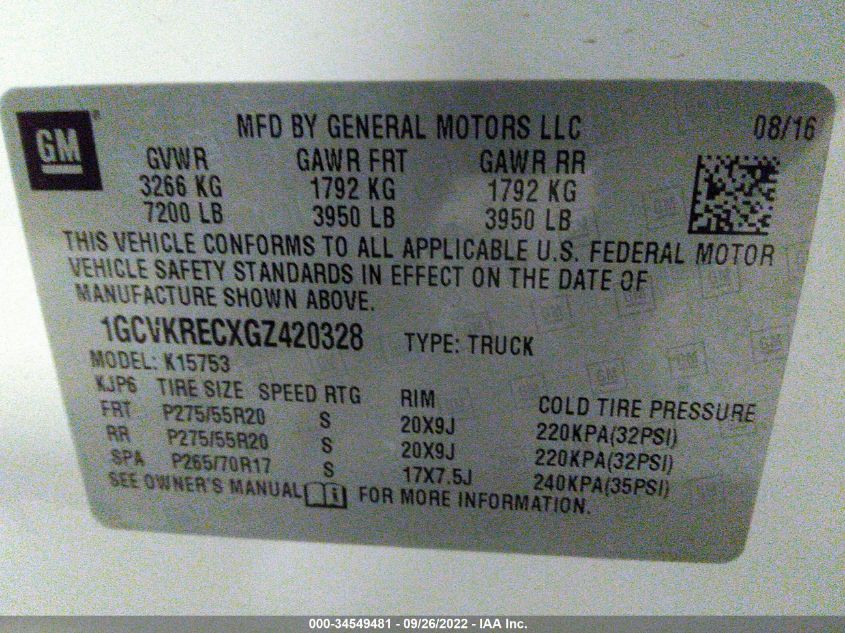 GM®
MFD BY GENERAL MOTORS LLC 08/16
GVWR GAWR FRT GAWR RR
3266 KG 1792 KG 1792 KG
7200 LB 3950 LB 3950 LB
THIS VEHICLE CONFORMS TO ALL APPLICABLE U.S. FEDERAL MOTOR
VEHICLE SAFETY STANDARDS IN EFFECT ON THE DATE OF
MANUFACTURE SHOWN ABOVE.
1GCVKRECXGZ420328 TYPE: TRUCK
MODEL: K15753
KJP6 TIRE SIZE SPEED RTG RIM COLD TIRE PRESSURE
FRT P275/55R20 S 20X9J 220KPA(32PSI)
RR P275/55R20 S 20X9J 220KPA(32PSI)
SPA P265/70R17 S 17X7.5J 240KPA(35PSI)
SEE OWNER'S MANUAL FOR MORE INFORMATION.
000-34549481 - 09/26/2022 - IAA Inc.